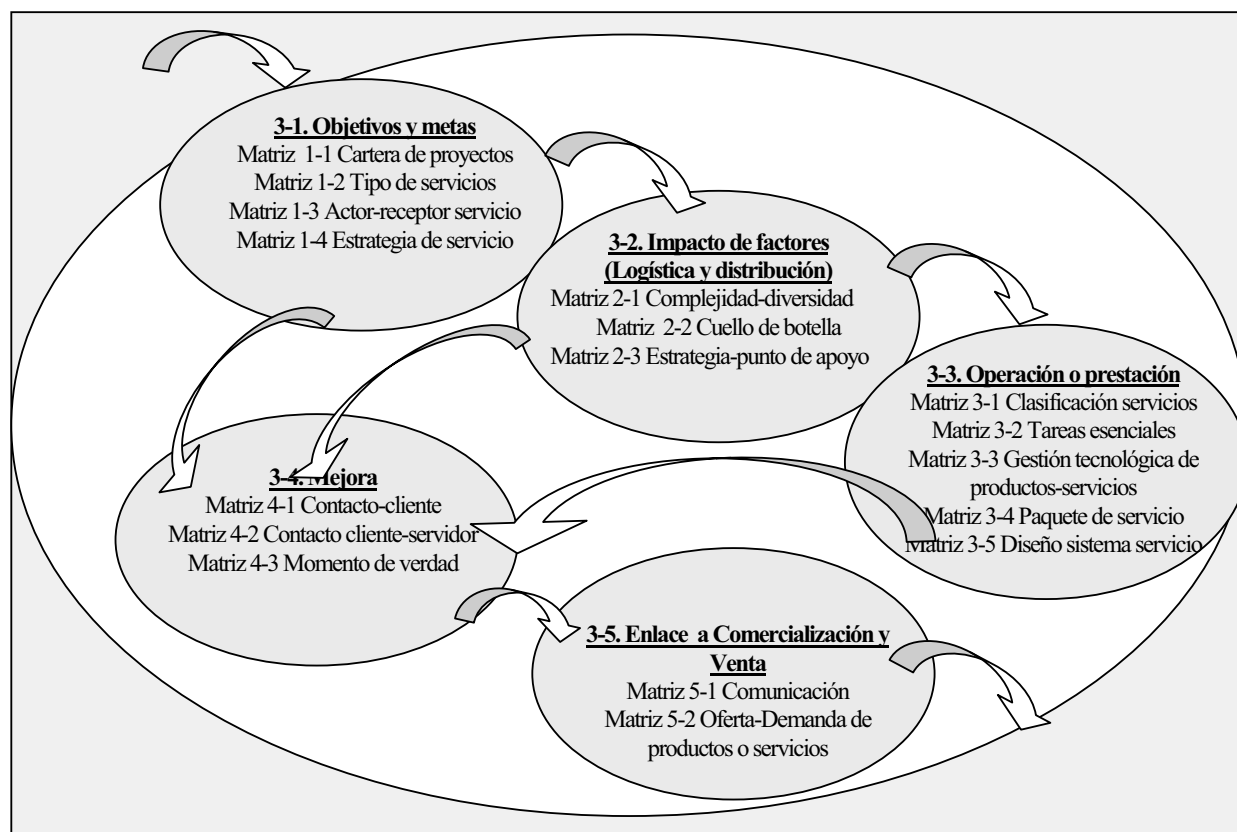 3-1. Objetivos y metas
Matriz 1-1 Cartera de proyectos
Matriz 1-2 Tipo de servicios
Matriz 1-3 Actor-receptor servicio
Matriz 1-4 Estrategia de servicio
3-2. Impacto de factores
(Logística y distribución)
Matriz 2-1 Complejidad-diversidad
Matriz 2-2 Cuello de botella
Matriz 2-3 Estrategia-punto de apoyo
3-3. Operación o prestación
Matriz 3-1 Clasificación servicios
Matriz 3-2 Tareas esenciales
Matriz 3-3 Gestión tecnológica de
productos-servicios
Matriz 3-4 Paquete de servicio
Matriz 3-5 Diseño sistema servicio
3-4. Mejora
Matriz 4-1 Contacto-cliente
Matriz 4-2 Contacto cliente-servidor
Matriz 4-3 Momento de verdad
3-5. Enlace a Comercialización y
Venta
Matriz 5-1 Comunicación
Matriz 5-2 Oferta-Demanda de
productos o servicios